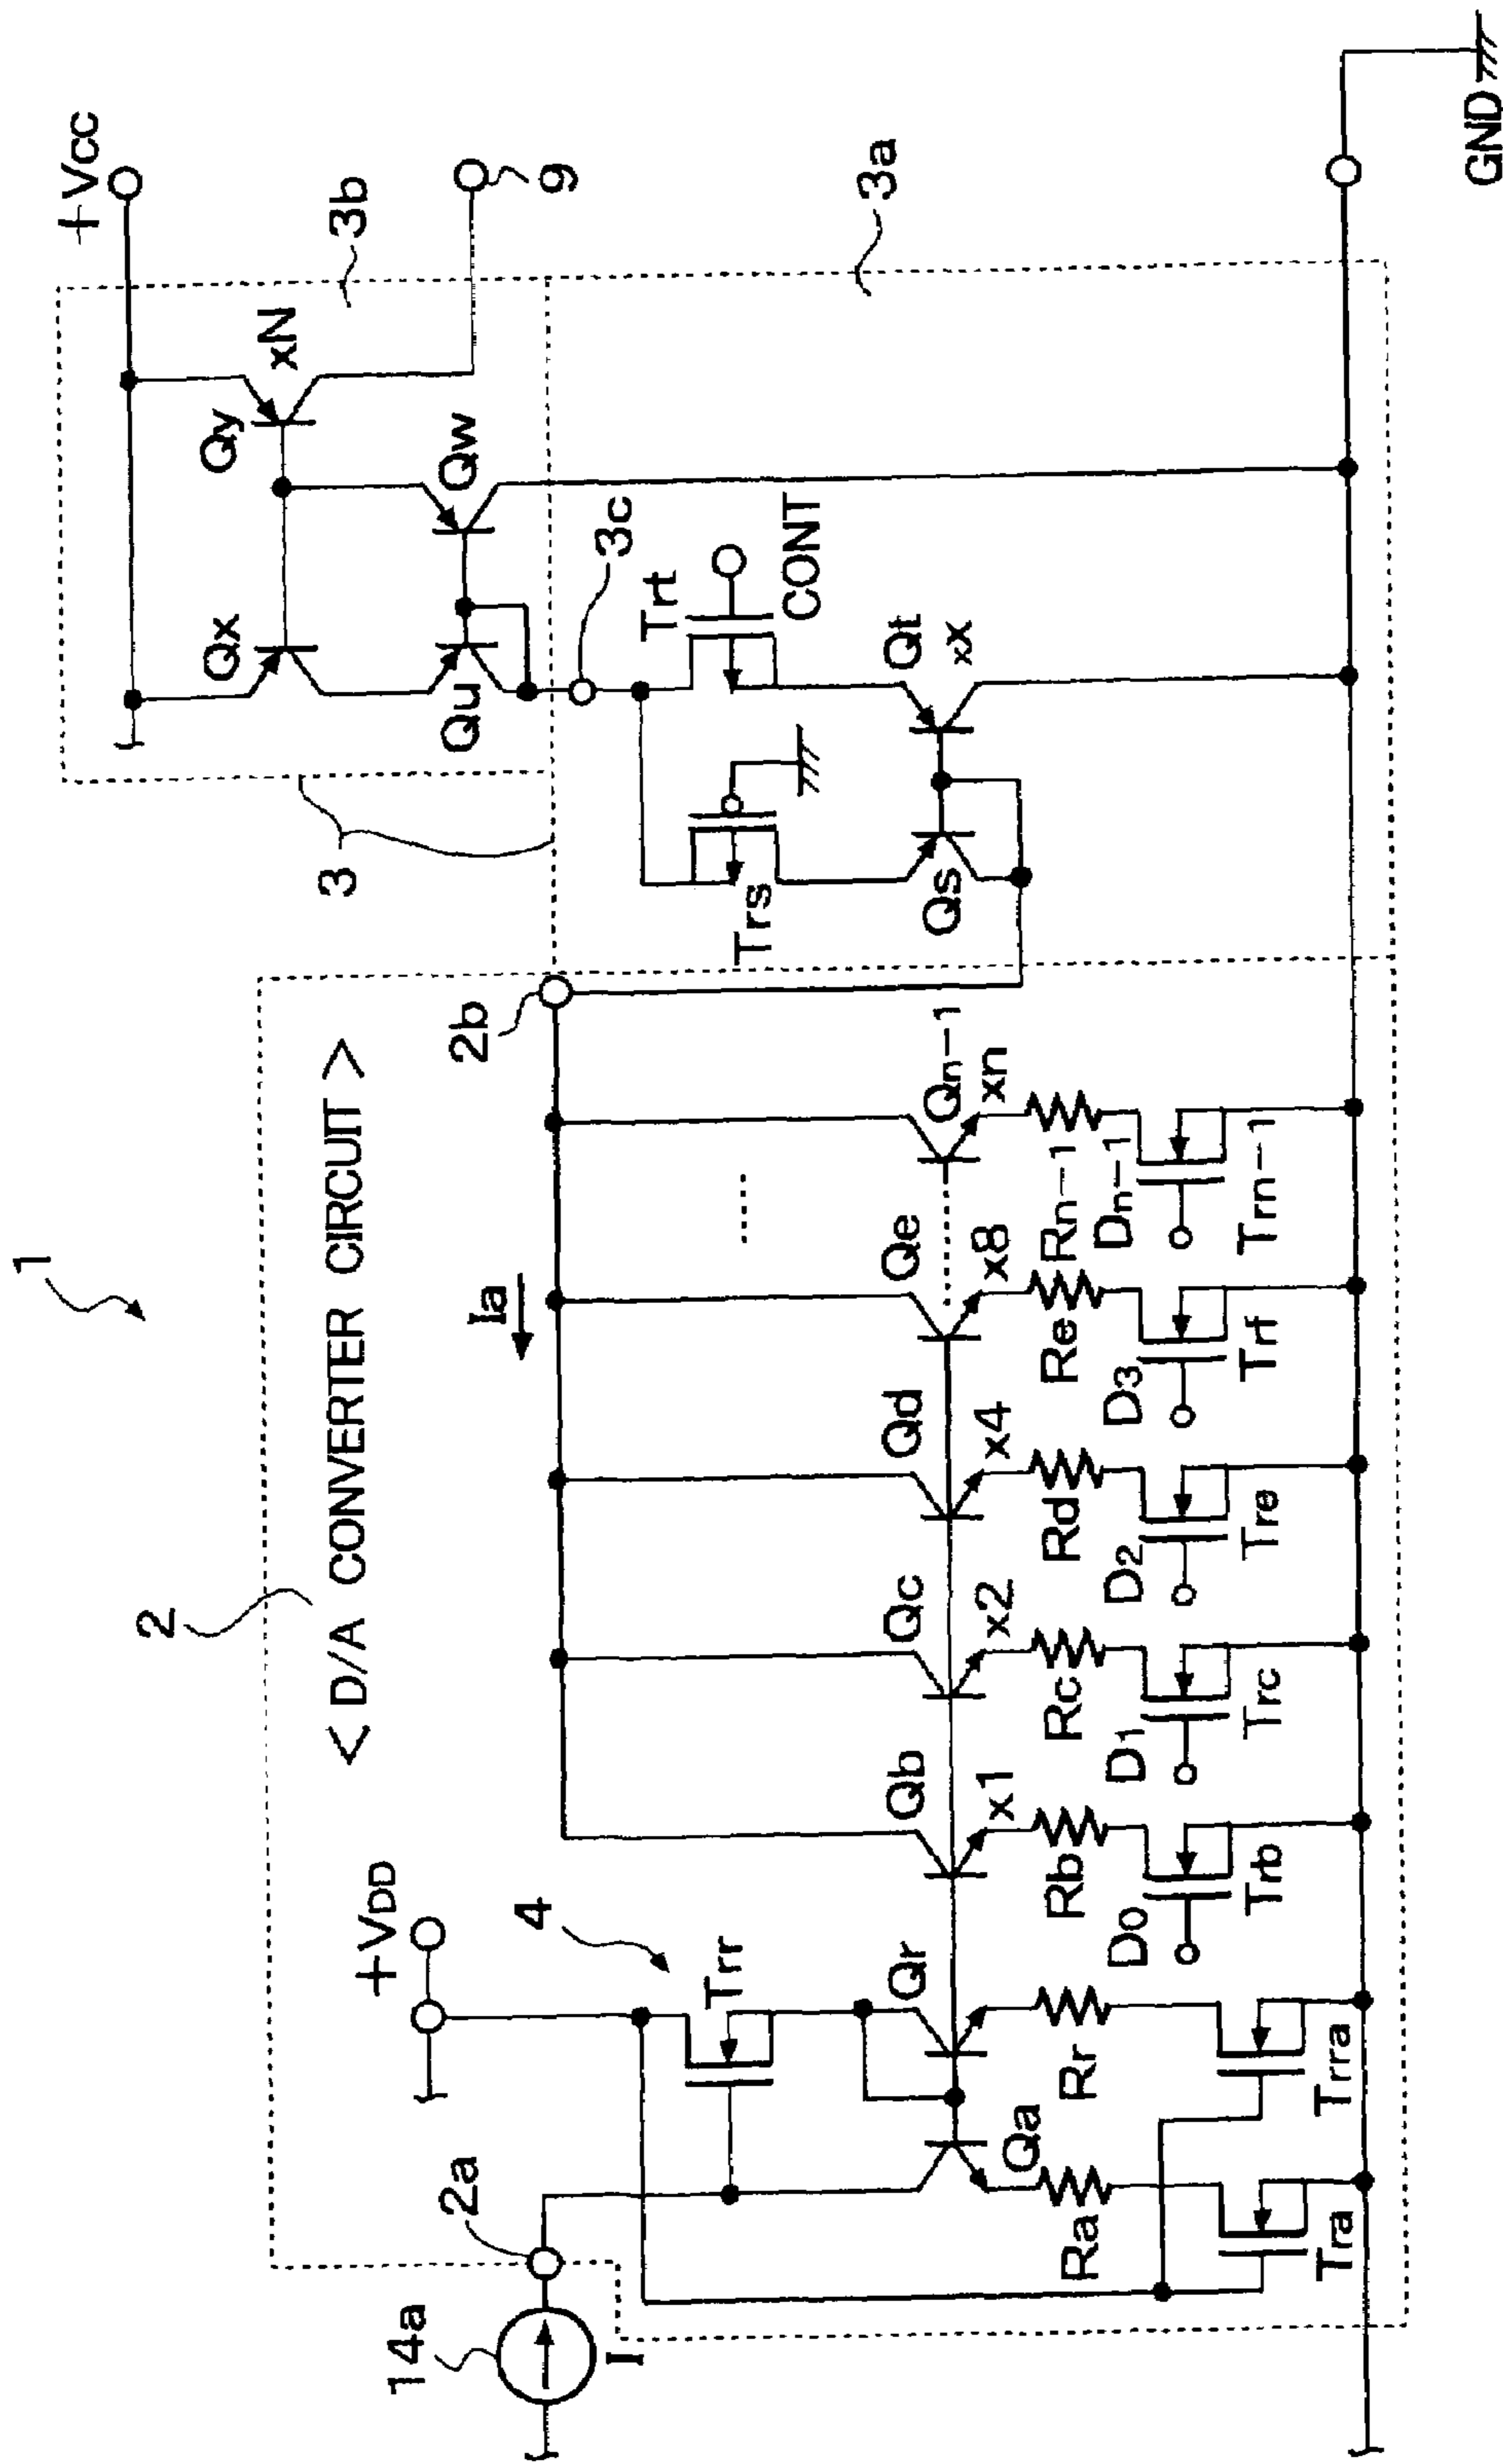 1
+Vcc
3b
9
Qy
xN
Qx
Qw
Qu
3
3c
3a
Trt
CONT
Trs
Qt
xX
Qs
2
< D/A CONVERTER CIRCUIT >
2b
Ia
14a
I
2a
+VDD
4
Trr
Qr
Qa
Qb
Qc
Qd
Qe
Qn-1
x1
x2
x4
x8
xn
Ra
Rr
Rb
Rc
Rd
Re
Rn-1
D0
D1
D2
D3
Dn-1
Tra
Trra
Trb
Trc
Tre
Trf
Trn-1
GND